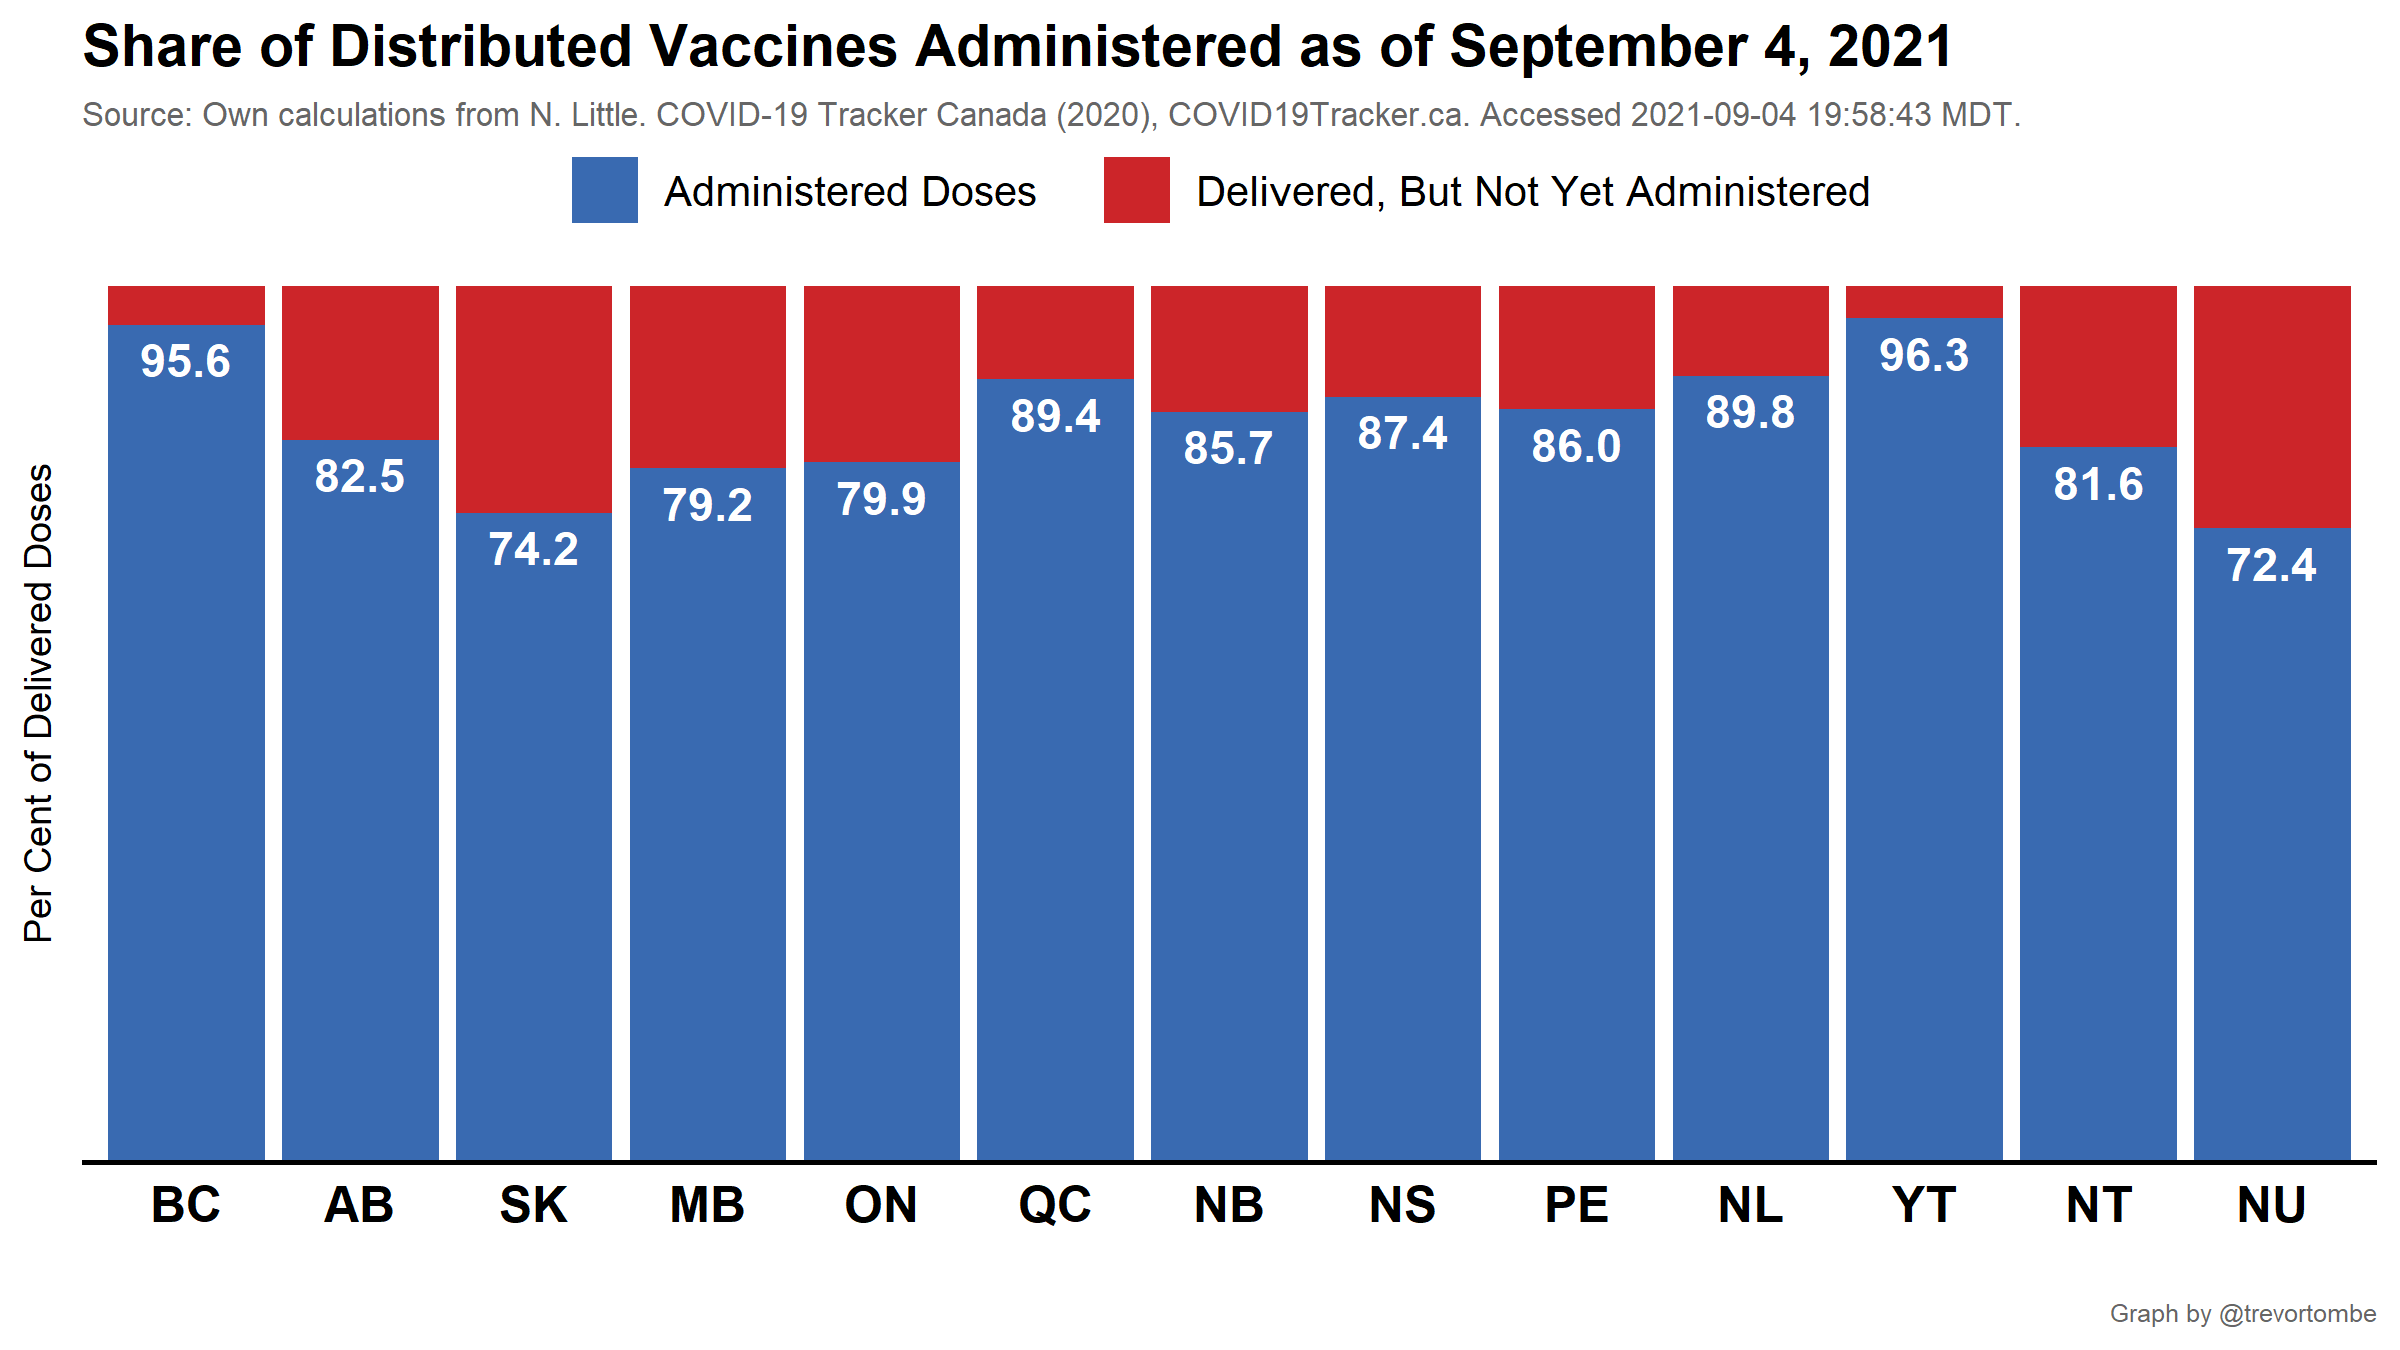 Share of Distributed Vaccines Administered as of September 4, 2021
Source: Own calculations from N. Little. COVID-19 Tracker Canada (2020), COVID19Tracker.ca. Accessed 2021-09-04 19:58:43 MDT.
Administered Doses
Delivered, But Not Yet Administered
Per Cent of Delivered Doses
95.6
82.5
74.2
79.2
79.9
89.4
85.7
87.4
86.0
89.8
96.3
81.6
72.4
BC AB SK MB ON QC NB NS PE NL YT NT NU
Graph by @trevortombe